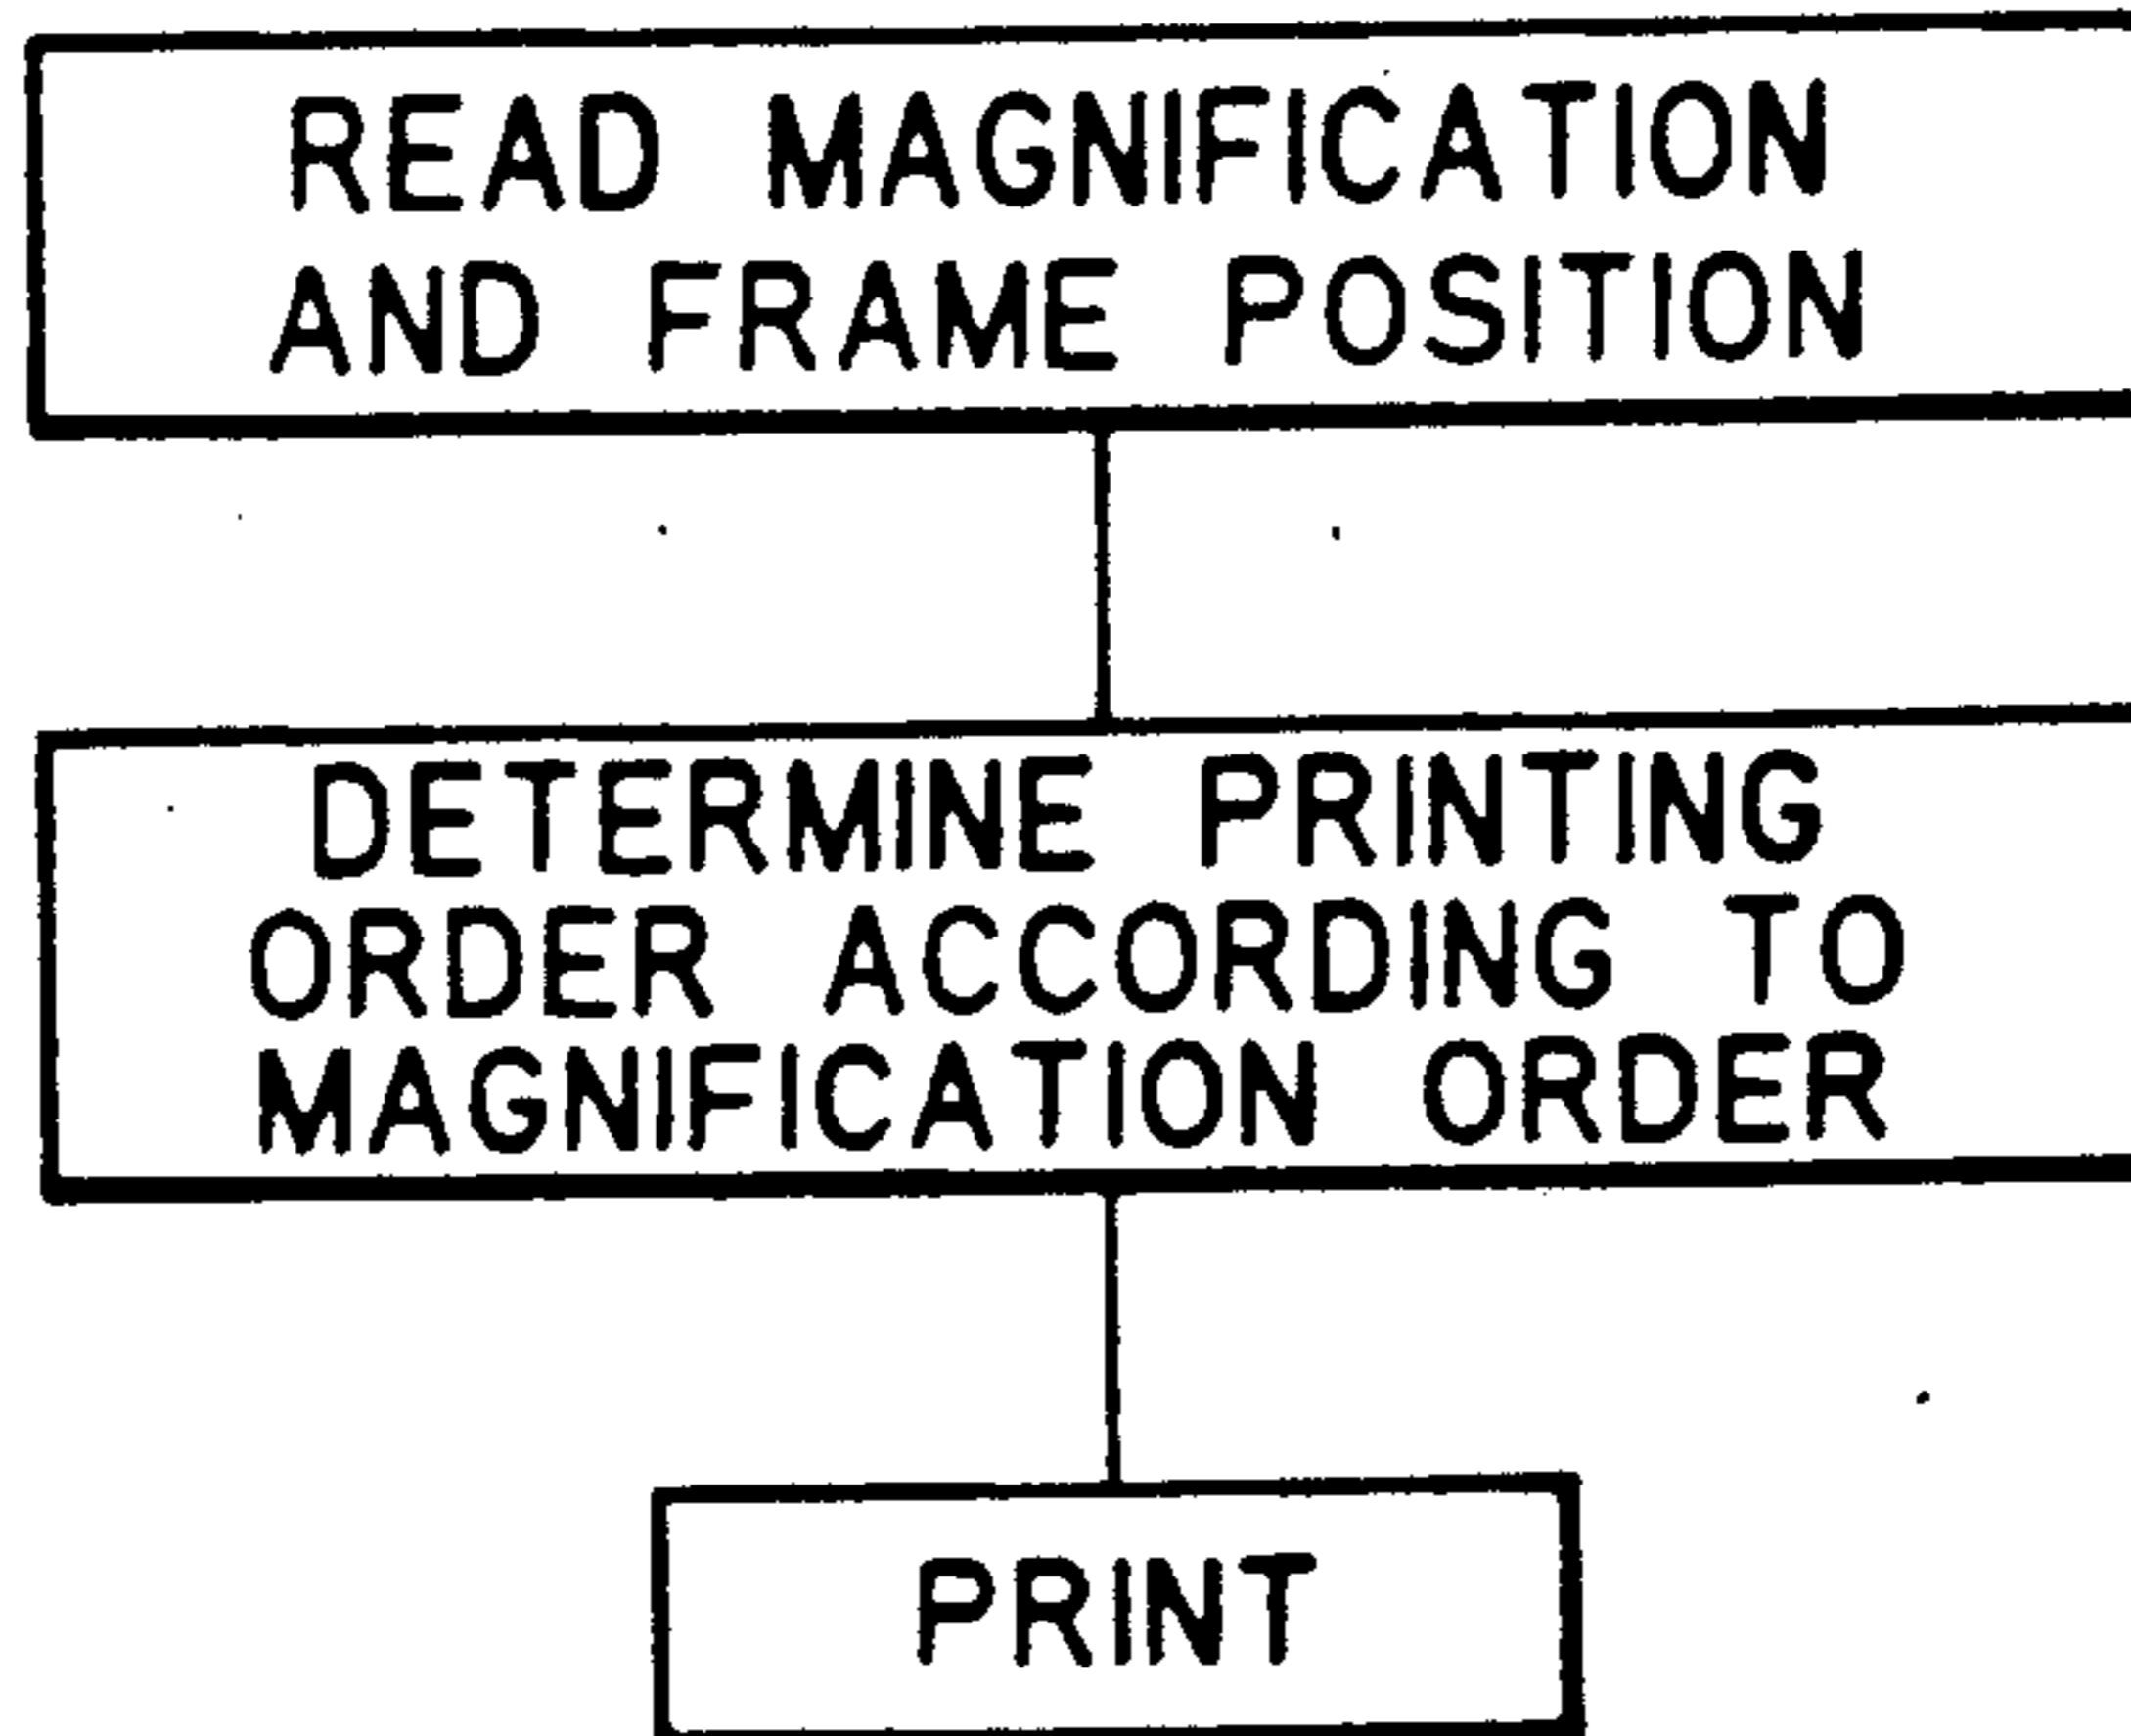 READ MAGNIFICATION
AND FRAME POSITION
DETERMINE PRINTING
ORDER ACCORDING TO
MAGNIFICATION ORDER
PRINT